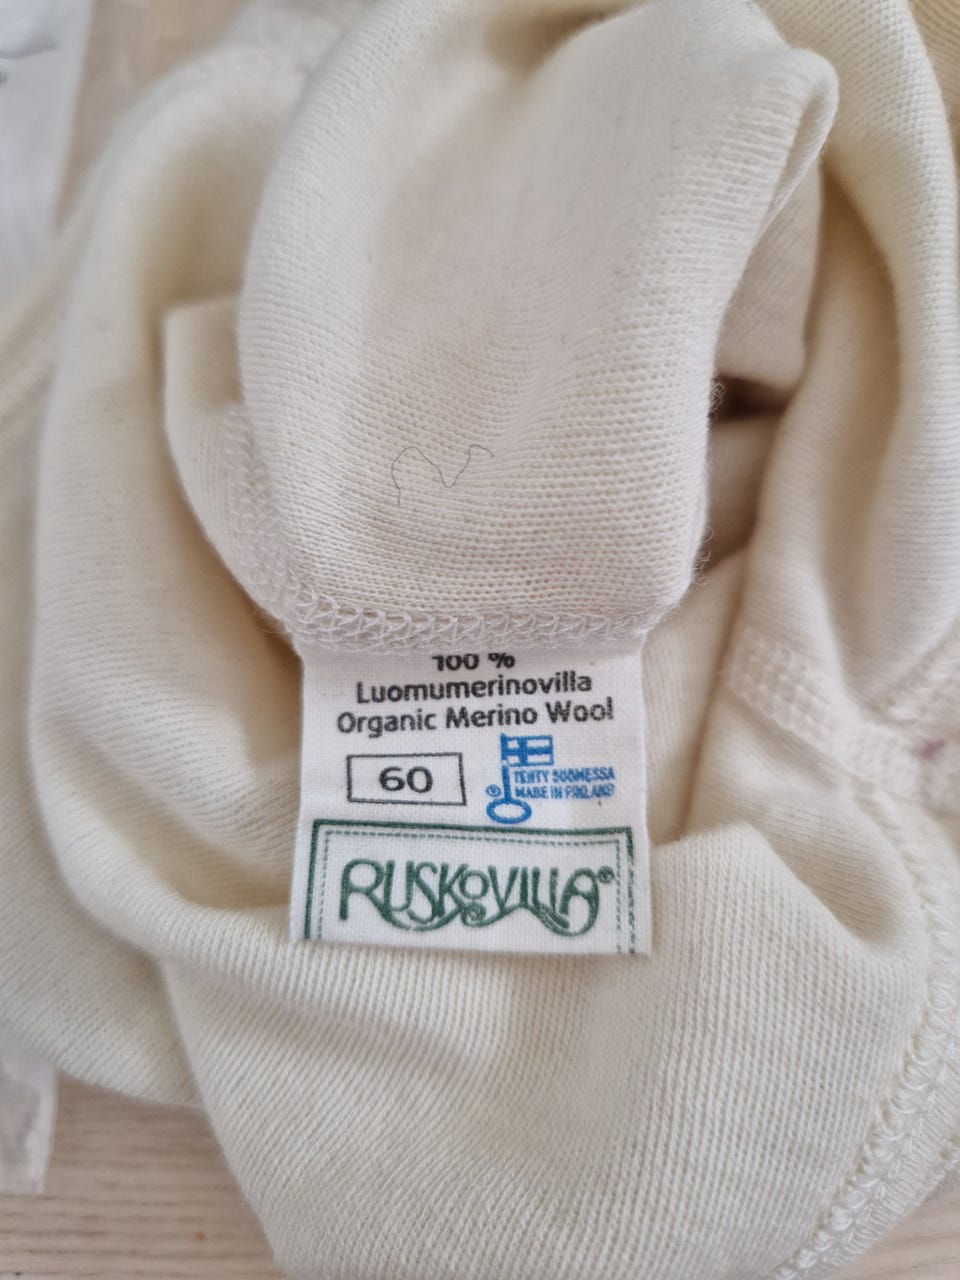 100 %
Luomumerinovilla
Organic Merino Wool
60
® TEHTY SUOMESSA
MADE IN FINLAND
RUSKOVILLA®